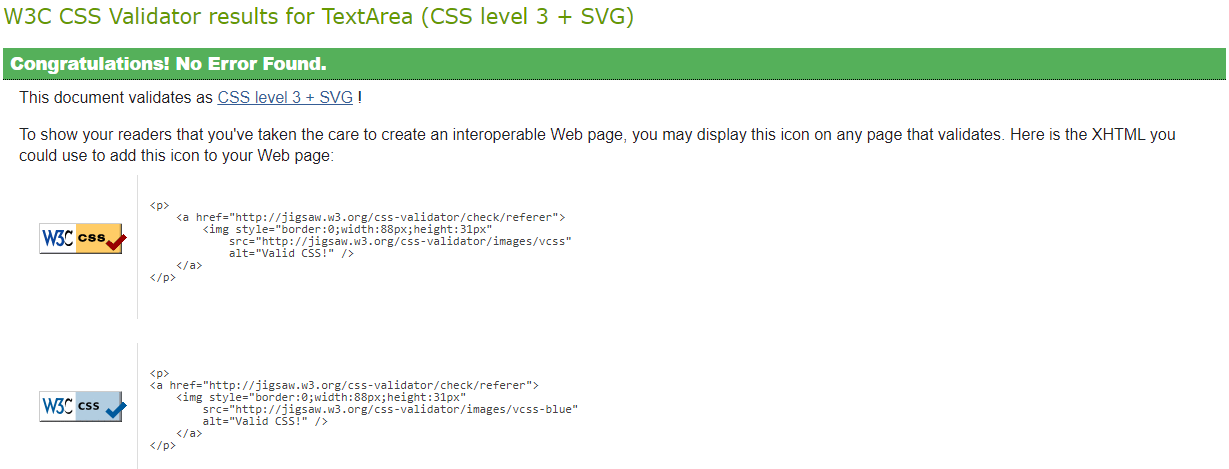 W3C CSS Validator results for TextArea (CSS level 3 + SVG)
Congratulations! No Error Found.
This document validates as CSS level 3 + SVG !
To show your readers that you've taken the care to create an interoperable Web page, you may display this icon on any page that validates. Here is the XHTML you
could use to add this icon to your Web page:
W3C css
<p>
<a href="http://jigsaw.w3.org/css-validator/check/referer">
<img style="border:0;width:88px;height:31px"
src="http://jigsaw.w3.org/css-validator/images/vcss"
alt="Valid CSS!" />
</a>
</p>
W3C css
<p>
<a href="http://jigsaw.w3.org/css-validator/check/referer">
<img style="border:0;width:88px;height:31px"
src="http://jigsaw.w3.org/css-validator/images/vcss-blue"
alt="Valid CSS!" />
</a>
</p>